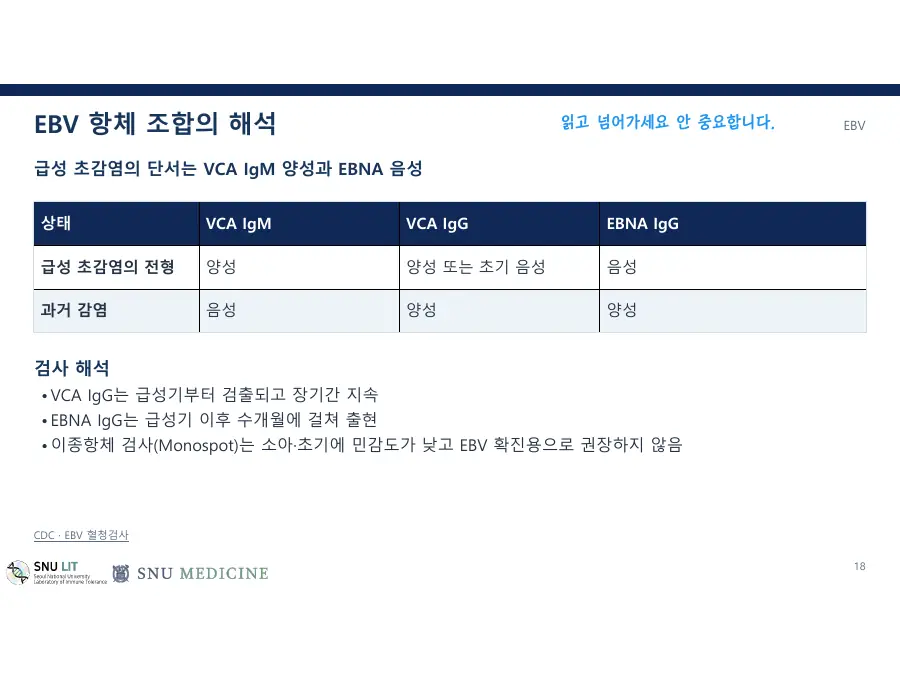 EBV 항체 조합의 해석
읽고 넘어가세요 안 중요합니다.
EBV
급성 초감염의 단서는 VCA IgM 양성과 EBNA 음성
상태 VCA IgM VCA IgG EBNA IgG
급성 초감염의 전형 양성 양성 또는 초기 음성 음성
과거 감염 음성 양성 양성
검사 해석
• VCA IgG는 급성기부터 검출되고 장기간 지속
• EBNA IgG는 급성기 이후 수개월에 걸쳐 출현
• 이종항체 검사(Monospot)는 소아·초기에 민감도가 낮고 EBV 확진용으로 권장하지 않음
CDC · EBV 혈청검사
SNU LIT
Seoul National University
Laboratory of Immune Tolerance
SNU MEDICINE
18